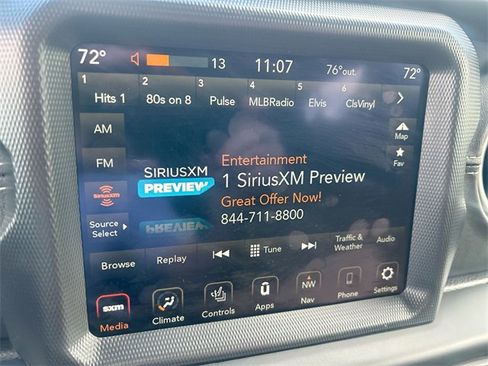 72° 13 11:07 76°out. 72°
1 2 3 4 5 6
Hits 1 80s on 8 Pulse MLBRadio Elvis ClsVinyl
AM
FM
siriusxm
Source
Select
Map
Fav
SIRIUSXM
PREVIEW
Entertainment
1 SiriusXM Preview
Great Offer Now!
844-711-8800
Browse Replay Tune Traffic &
Weather Audio
sxm
Media Climate Controls Apps NW
Nav Phone Settings